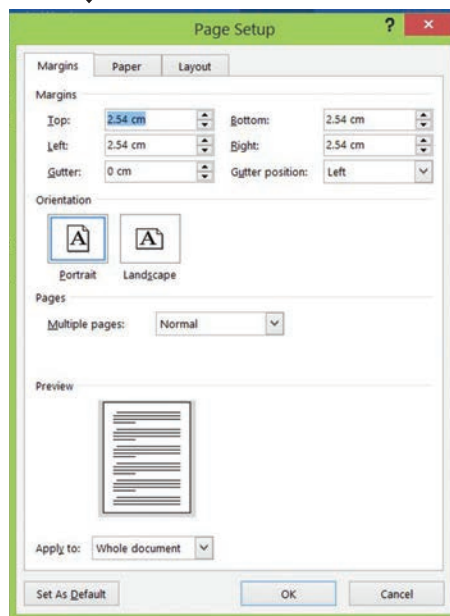 Page Setup ?
Margins Paper Layout
Margins
Top: 2.54 cm Bottom: 2.54 cm
Left: 2.54 cm Right: 2.54 cm
Gutter: 0 cm Gutter position: Left
Orientation
A A
Portrait Landscape
Pages
Multiple pages: Normal
Preview
Apply to: Whole document
Set As Default OK Cancel